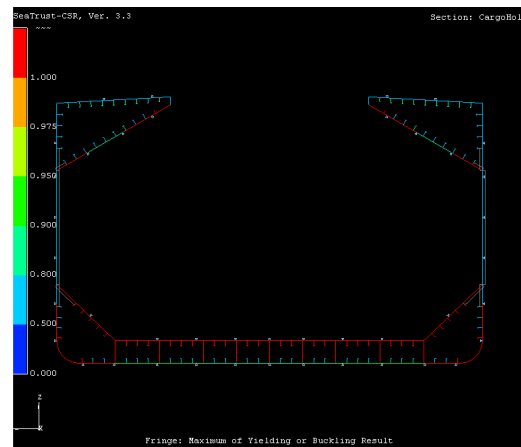 SeaTrust-CSR, Ver. 3.3
Section: CargoHol
~~~
1.000
0.975
0.950
0.900
0.800
0.500
0.000
z
x
Fringe: Maximum of Yielding or Buckling Result